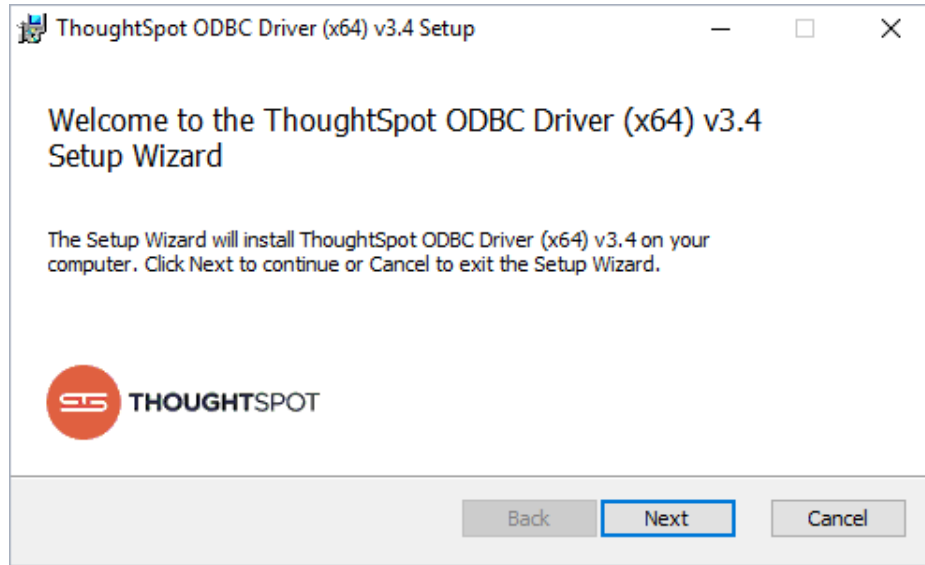 ThoughtSpot ODBC Driver (x64) v3.4 Setup
Welcome to the ThoughtSpot ODBC Driver (x64) v3.4
Setup Wizard
The Setup Wizard will install ThoughtSpot ODBC Driver (x64) v3.4 on your
computer. Click Next to continue or Cancel to exit the Setup Wizard.
THOUGHTSPOT
Back Next Cancel